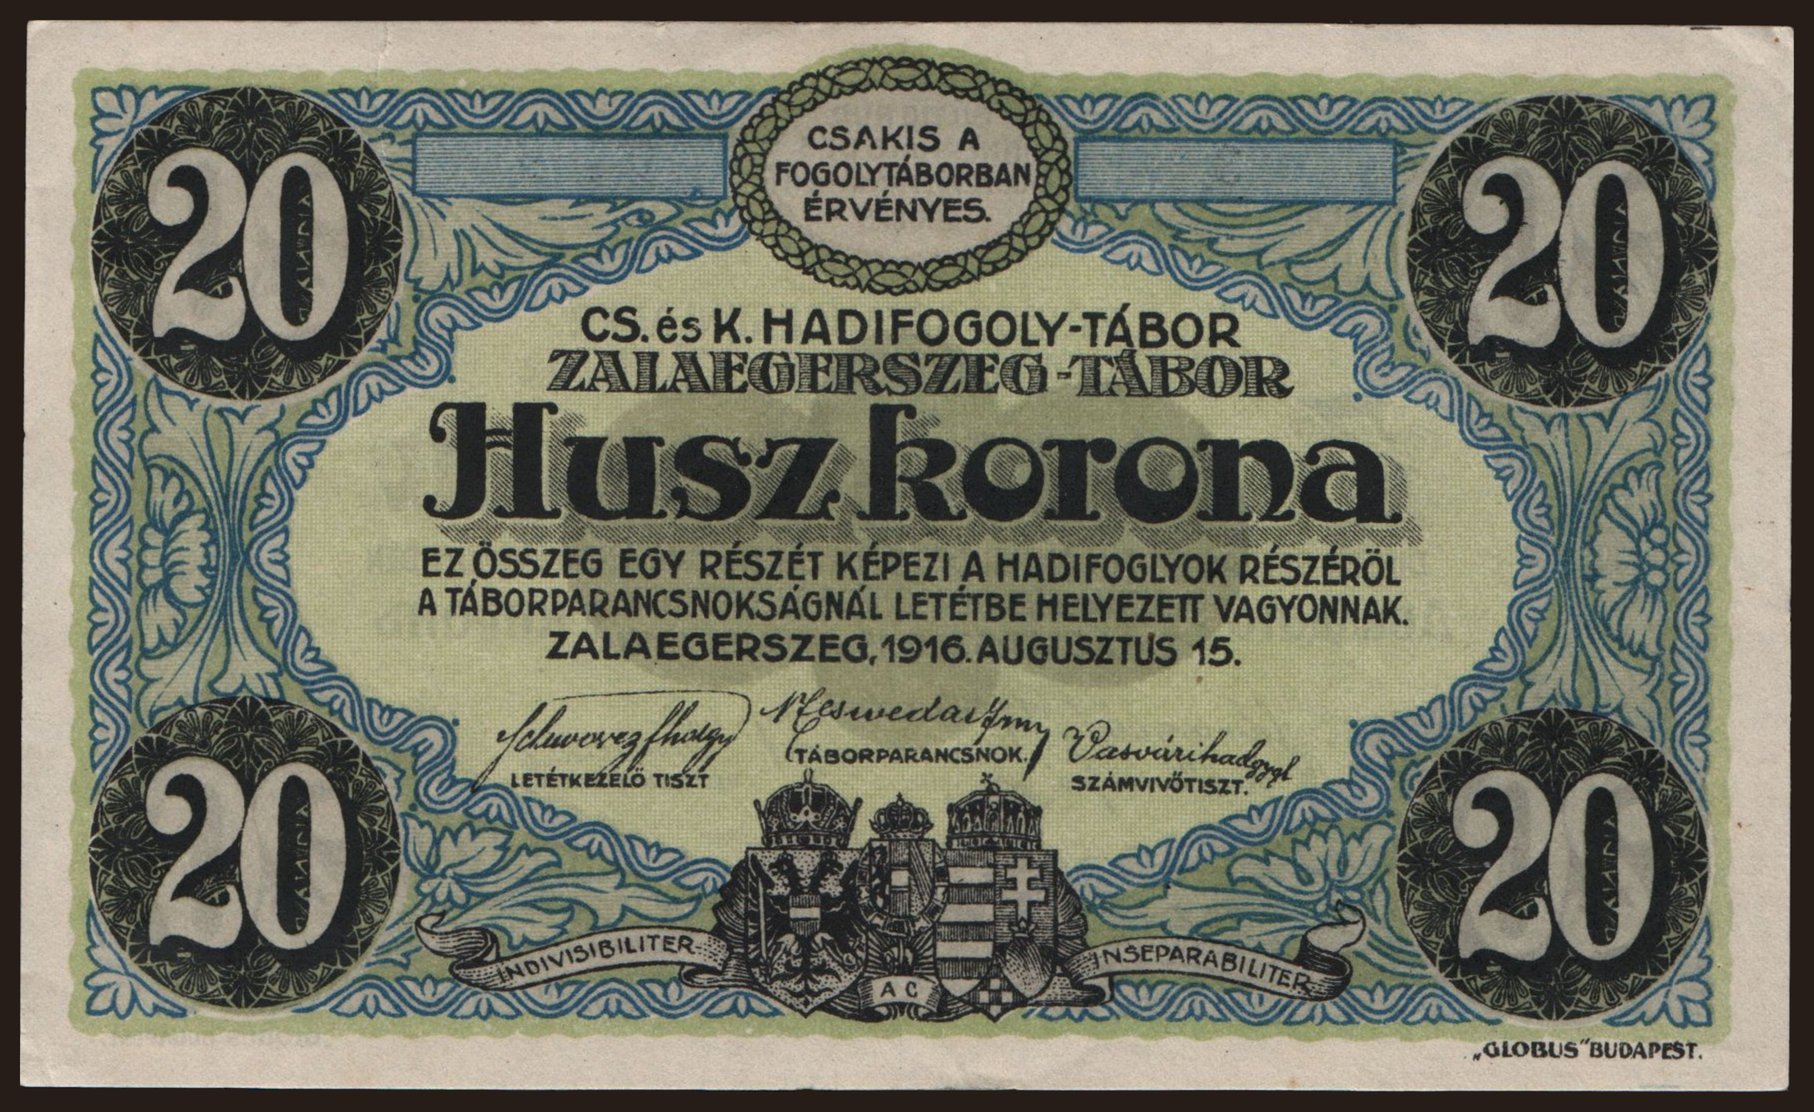 20
20
CSAKIS A
FOGOLYTÁBORBAN
ÉRVÉNYES.
CS. és K. HADIFOGOLY-TÁBOR
ZALAEGERSZEG-TÁBOR
Husz korona
EZ ÖSSZEG EGY RÉSZÉT KÉPEZI A HADIFOGLYOK RÉSZÉRÖL
A TÁBORPARANCSNOKSÁGNÁL LETÉTBE HELYEZETT VAGYONNAK.
ZALAEGERSZEG, 1916. AUGUSZTUS 15.
LETÉTKEZELÖ TISZT
TÁBORPARANCSNOK.
SZÁMVIVŐTISZT.
20
20
INDIVISIBILITER
AC
INSEPARABILITER
„GLOBUS" BUDAPEST.